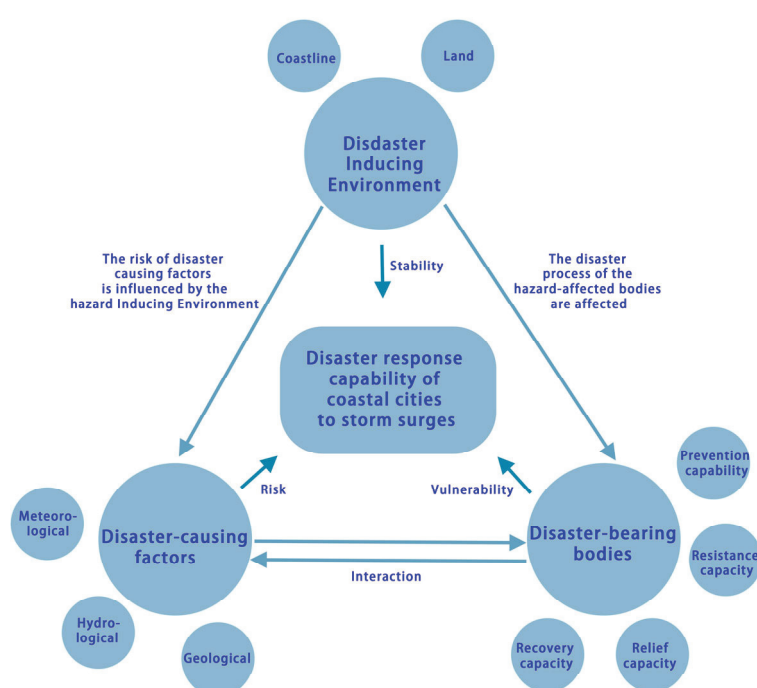 Coastline
Land
Disdaster
Inducing
Environment
The risk of disaster
causing factors
is influenced by the
hazard Inducing Environment
Stability
The disaster
process of the
hazard-affected bodies
are affected
Disaster response
capability of
coastal cities
to storm surges
Risk
Vulnerability
Prevention
capability
Meteoro-
logical
Disaster-causing
factors
Disaster-bearing
bodies
Resistance
capacity
Interaction
Hydro-
logical
Geological
Recovery
capacity
Relief
capacity